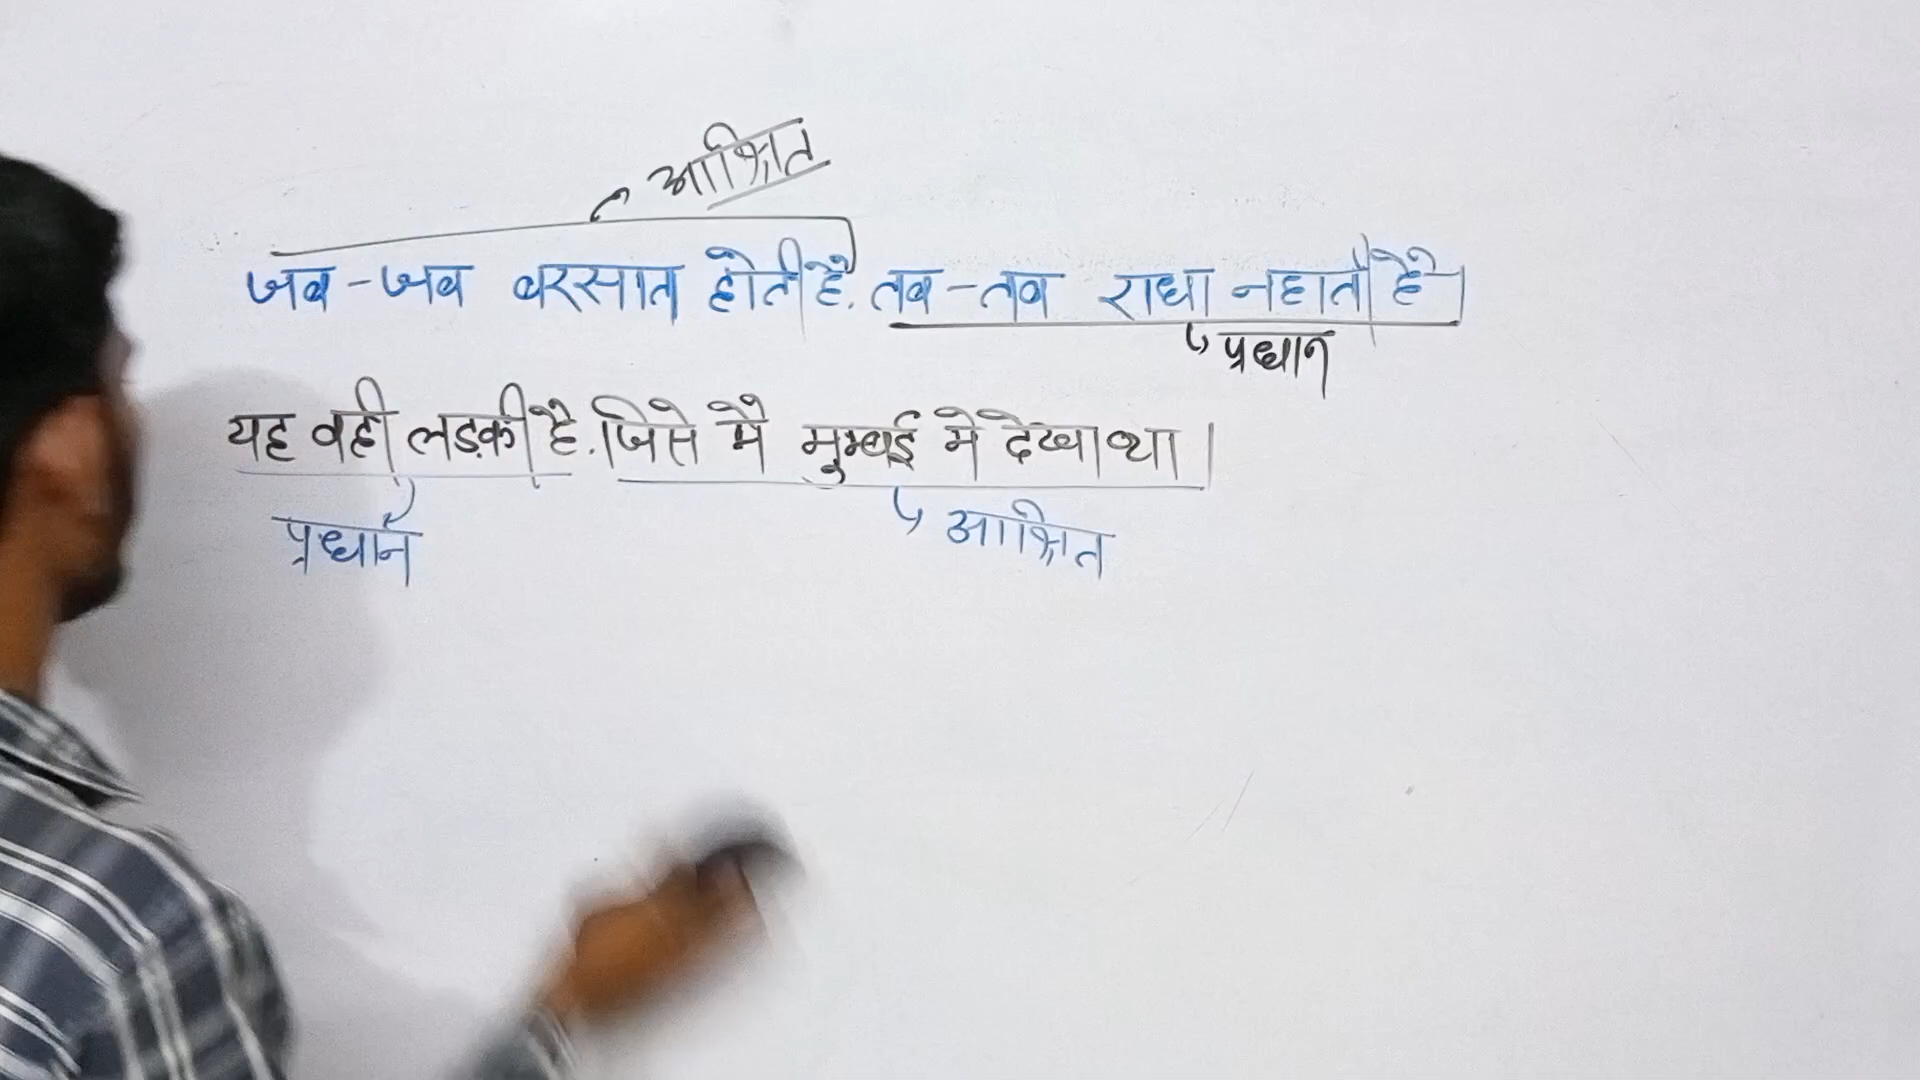 आश्रित
जब-जब बरसात होती है, तब-तब राधा नहाती है।
प्रधान
यह वही लड़की है, जिसे मैं मुम्बई में देखा था।
प्रधान
आश्रित